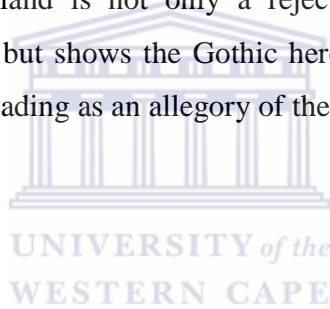 land is not only a rejec
but shows the Gothic her
ading as an allegory of the
UNIVERSITY of the
WESTERN CAPE